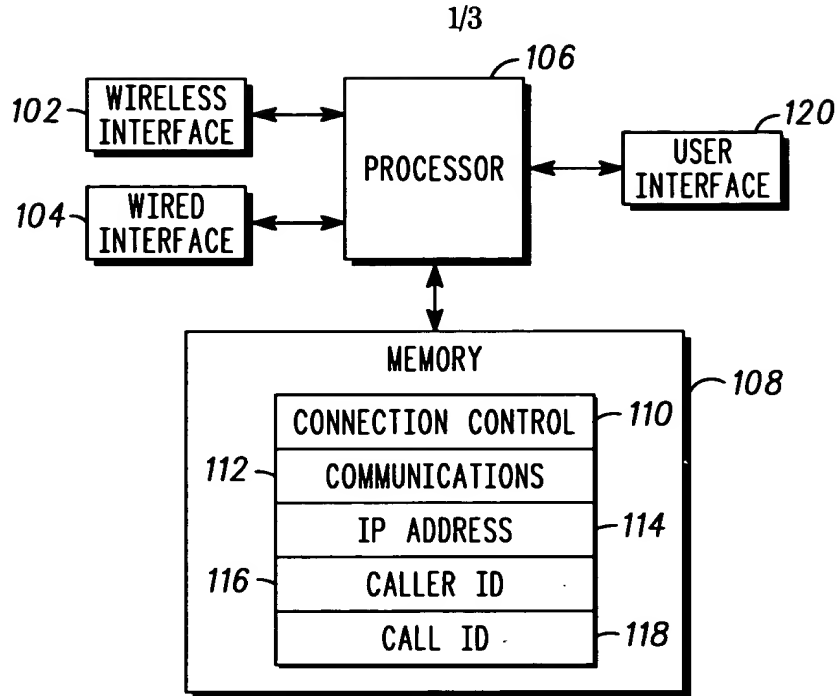 1/3
106
102
WIRELESS
INTERFACE
PROCESSOR
120
USER
INTERFACE
104
WIRED
INTERFACE
MEMORY
108
CONNECTION CONTROL
110
112
COMMUNICATIONS
IP ADDRESS
114
116
CALLER ID
CALL ID
118